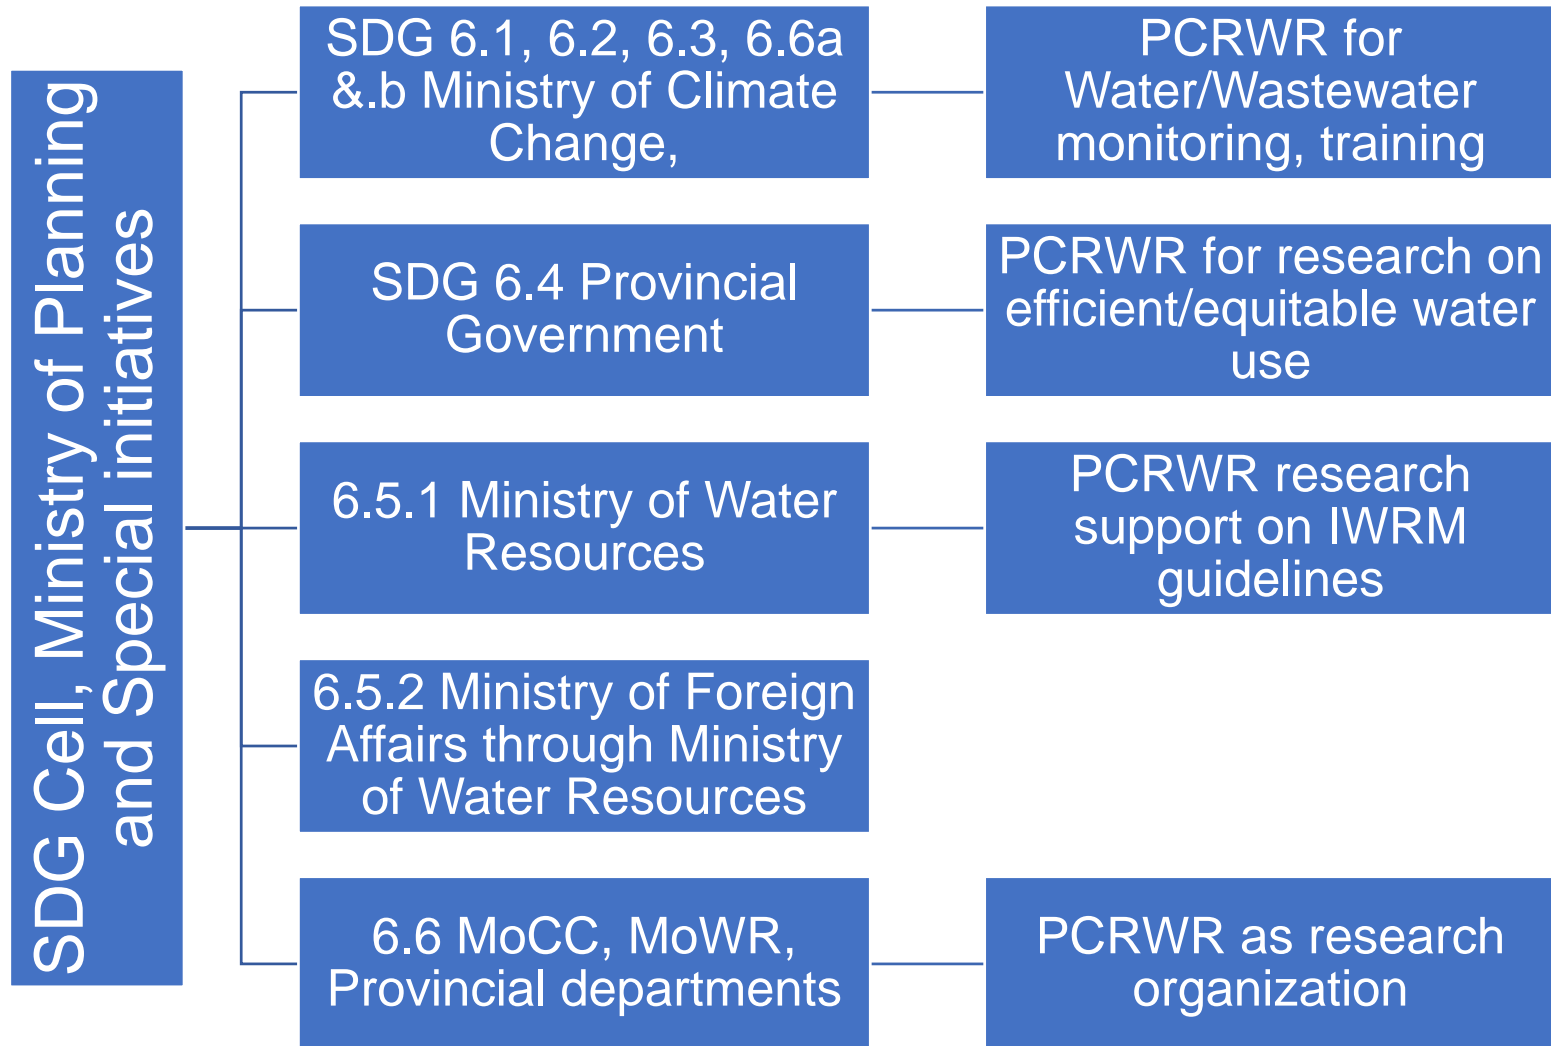 SDG Cell, Ministry of Planning
and Special initiatives
SDG 6.1, 6.2, 6.3, 6.6a
&.b Ministry of Climate
Change,
PCRWR for
Water/Wastewater
monitoring, training
SDG 6.4 Provincial
Government
PCRWR for research on
efficient/equitable water
use
6.5.1 Ministry of Water
Resources
PCRWR research
support on IWRM
guidelines
6.5.2 Ministry of Foreign
Affairs through Ministry
of Water Resources
6.6 MoCC, MoWR,
Provincial departments
PCRWR as research
organization